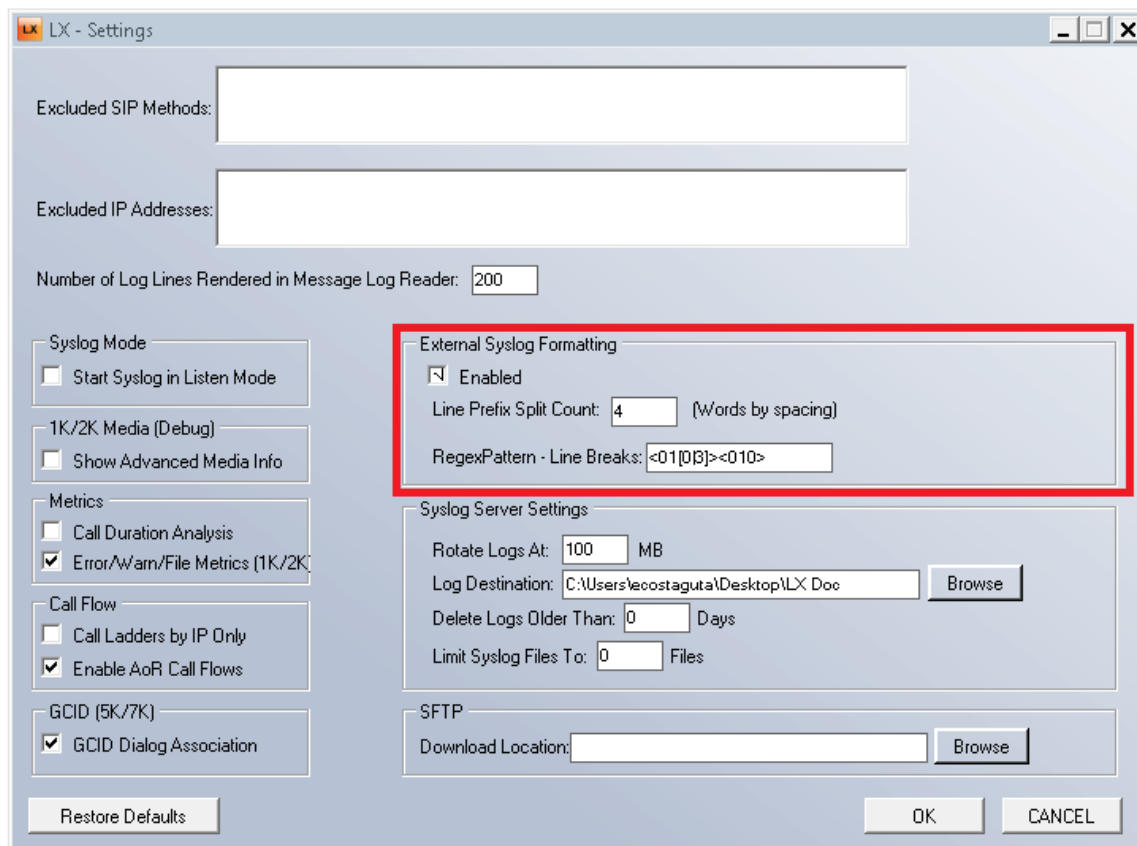 LX LX - Settings
Excluded SIP Methods:
Excluded IP Addresses:
Number of Log Lines Rendered in Message Log Reader: 200
Syslog Mode
Start Syslog in Listen Mode
1K/2K Media (Debug)
Show Advanced Media Info
Metrics
Call Duration Analysis
Error/Warn/File Metrics (1K/2K)
Call Flow
Call Ladders by IP Only
Enable AoR Call Flows
GCID (5K/7K)
GCID Dialog Association
External Syslog Formatting
Enabled
Line Prefix Split Count: 4 (Words by spacing)
RegexPattern - Line Breaks: <01[0|3]><010>
Syslog Server Settings
Rotate Logs At: 100 MB
Log Destination: C:\Users\ecostaguta\Desktop\LX Doc Browse
Delete Logs Older Than: 0 Days
Limit Syslog Files To: 0 Files
SFTP
Download Location: Browse
Restore Defaults
OK CANCEL